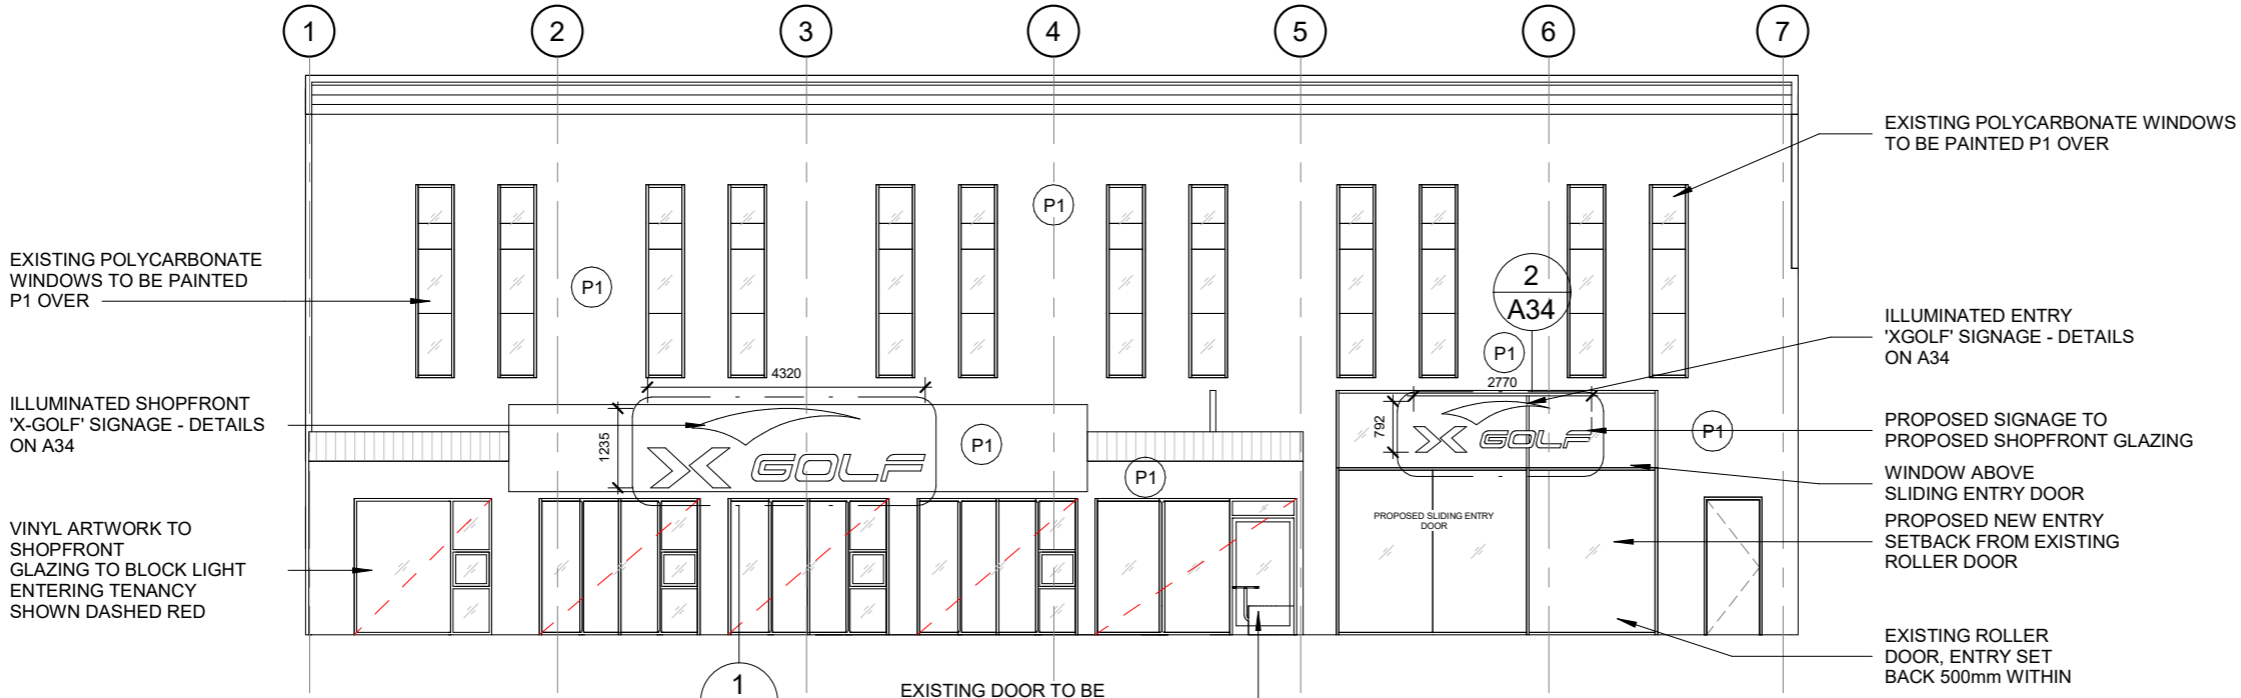 1
2
3
4
5
6
7
EXISTING POLYCARBONATE WINDOWS
TO BE PAINTED P1 OVER
P1
EXISTING POLYCARBONATE
WINDOWS TO BE PAINTED
P1 OVER
P1
2
A34
ILLUMINATED ENTRY
'XGOLF' SIGNAGE - DETAILS
ON A34
P1
4320
2770
ILLUMINATED SHOPFRONT
'X-GOLF' SIGNAGE - DETAILS
ON A34
1235
X GOLF
P1
792
X GOLF
P1
PROPOSED SIGNAGE TO
PROPOSED SHOPFRONT GLAZING
P1
WINDOW ABOVE
SLIDING ENTRY DOOR
VINYL ARTWORK TO
SHOPFRONT
GLAZING TO BLOCK LIGHT
ENTERING TENANCY
SHOWN DASHED RED
PROPOSED SLIDING ENTRY
DOOR
PROPOSED NEW ENTRY
SETBACK FROM EXISTING
ROLLER DOOR
EXISTING ROLLER
DOOR, ENTRY SET
BACK 500mm WITHIN
1
EXISTING DOOR TO BE